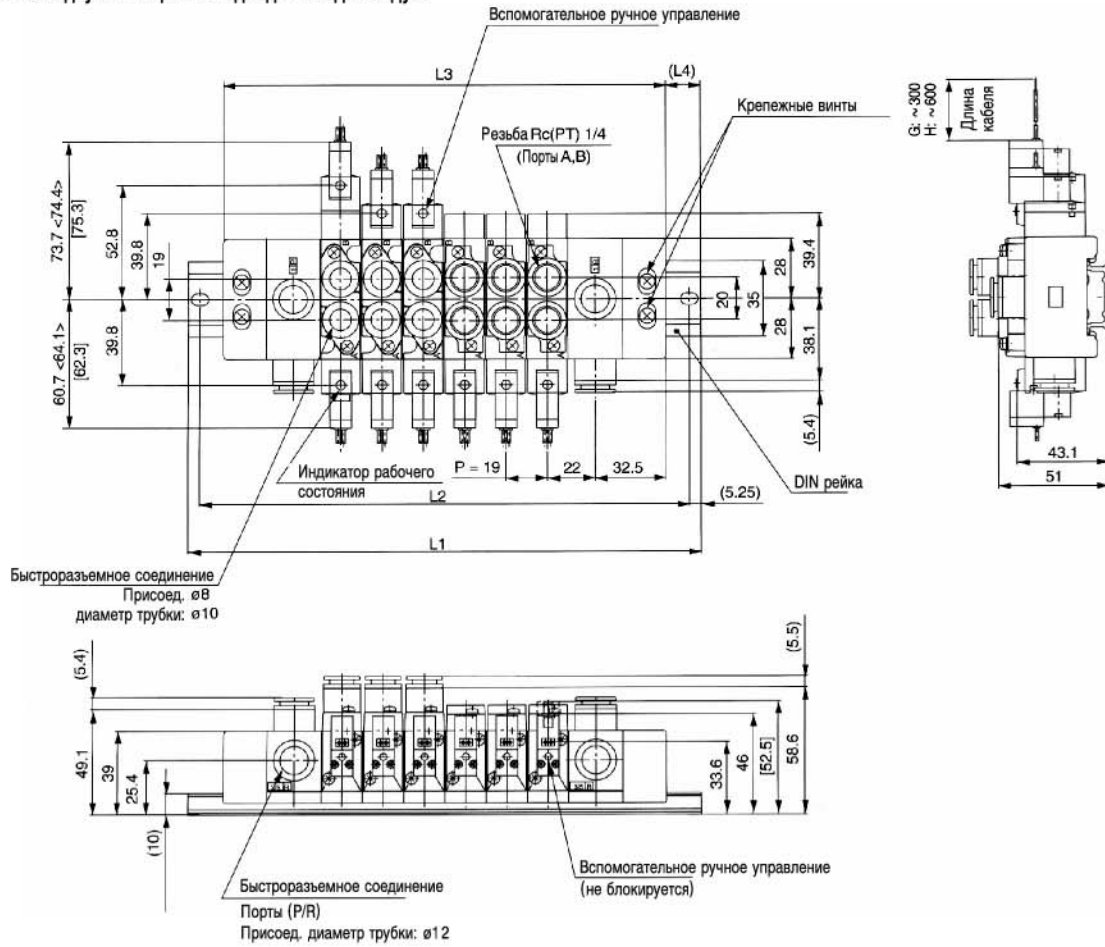 Вспомогательное ручное управление
L3
(L4)
Крепежные винты
G: ~300
H: ~600
Длина
кабеля
Резьба Rc(PT) 1/4
(Порты A,B)
73.7 <74.4>
[75.3]
52.8
39.8
19
60.7 <64.1>
[62.3]
39.8
20
35
28
28
39.4
38.1
(5.4)
43.1
51
P = 19
22
32.5
Индикатор рабочего
состояния
L2
(5.25)
DIN рейка
L1
Быстроразъемное соединение
Присоед. ø8
диаметр трубки: ø10
(5.4)
(5.5)
49.1
39
25.4
(10)
33.6
46
[52.5]
58.6
Вспомогательное ручное управление
(не блокируется)
Быстроразъемное соединение
Порты (P/R)
Присоед. диаметр трубки: ø12